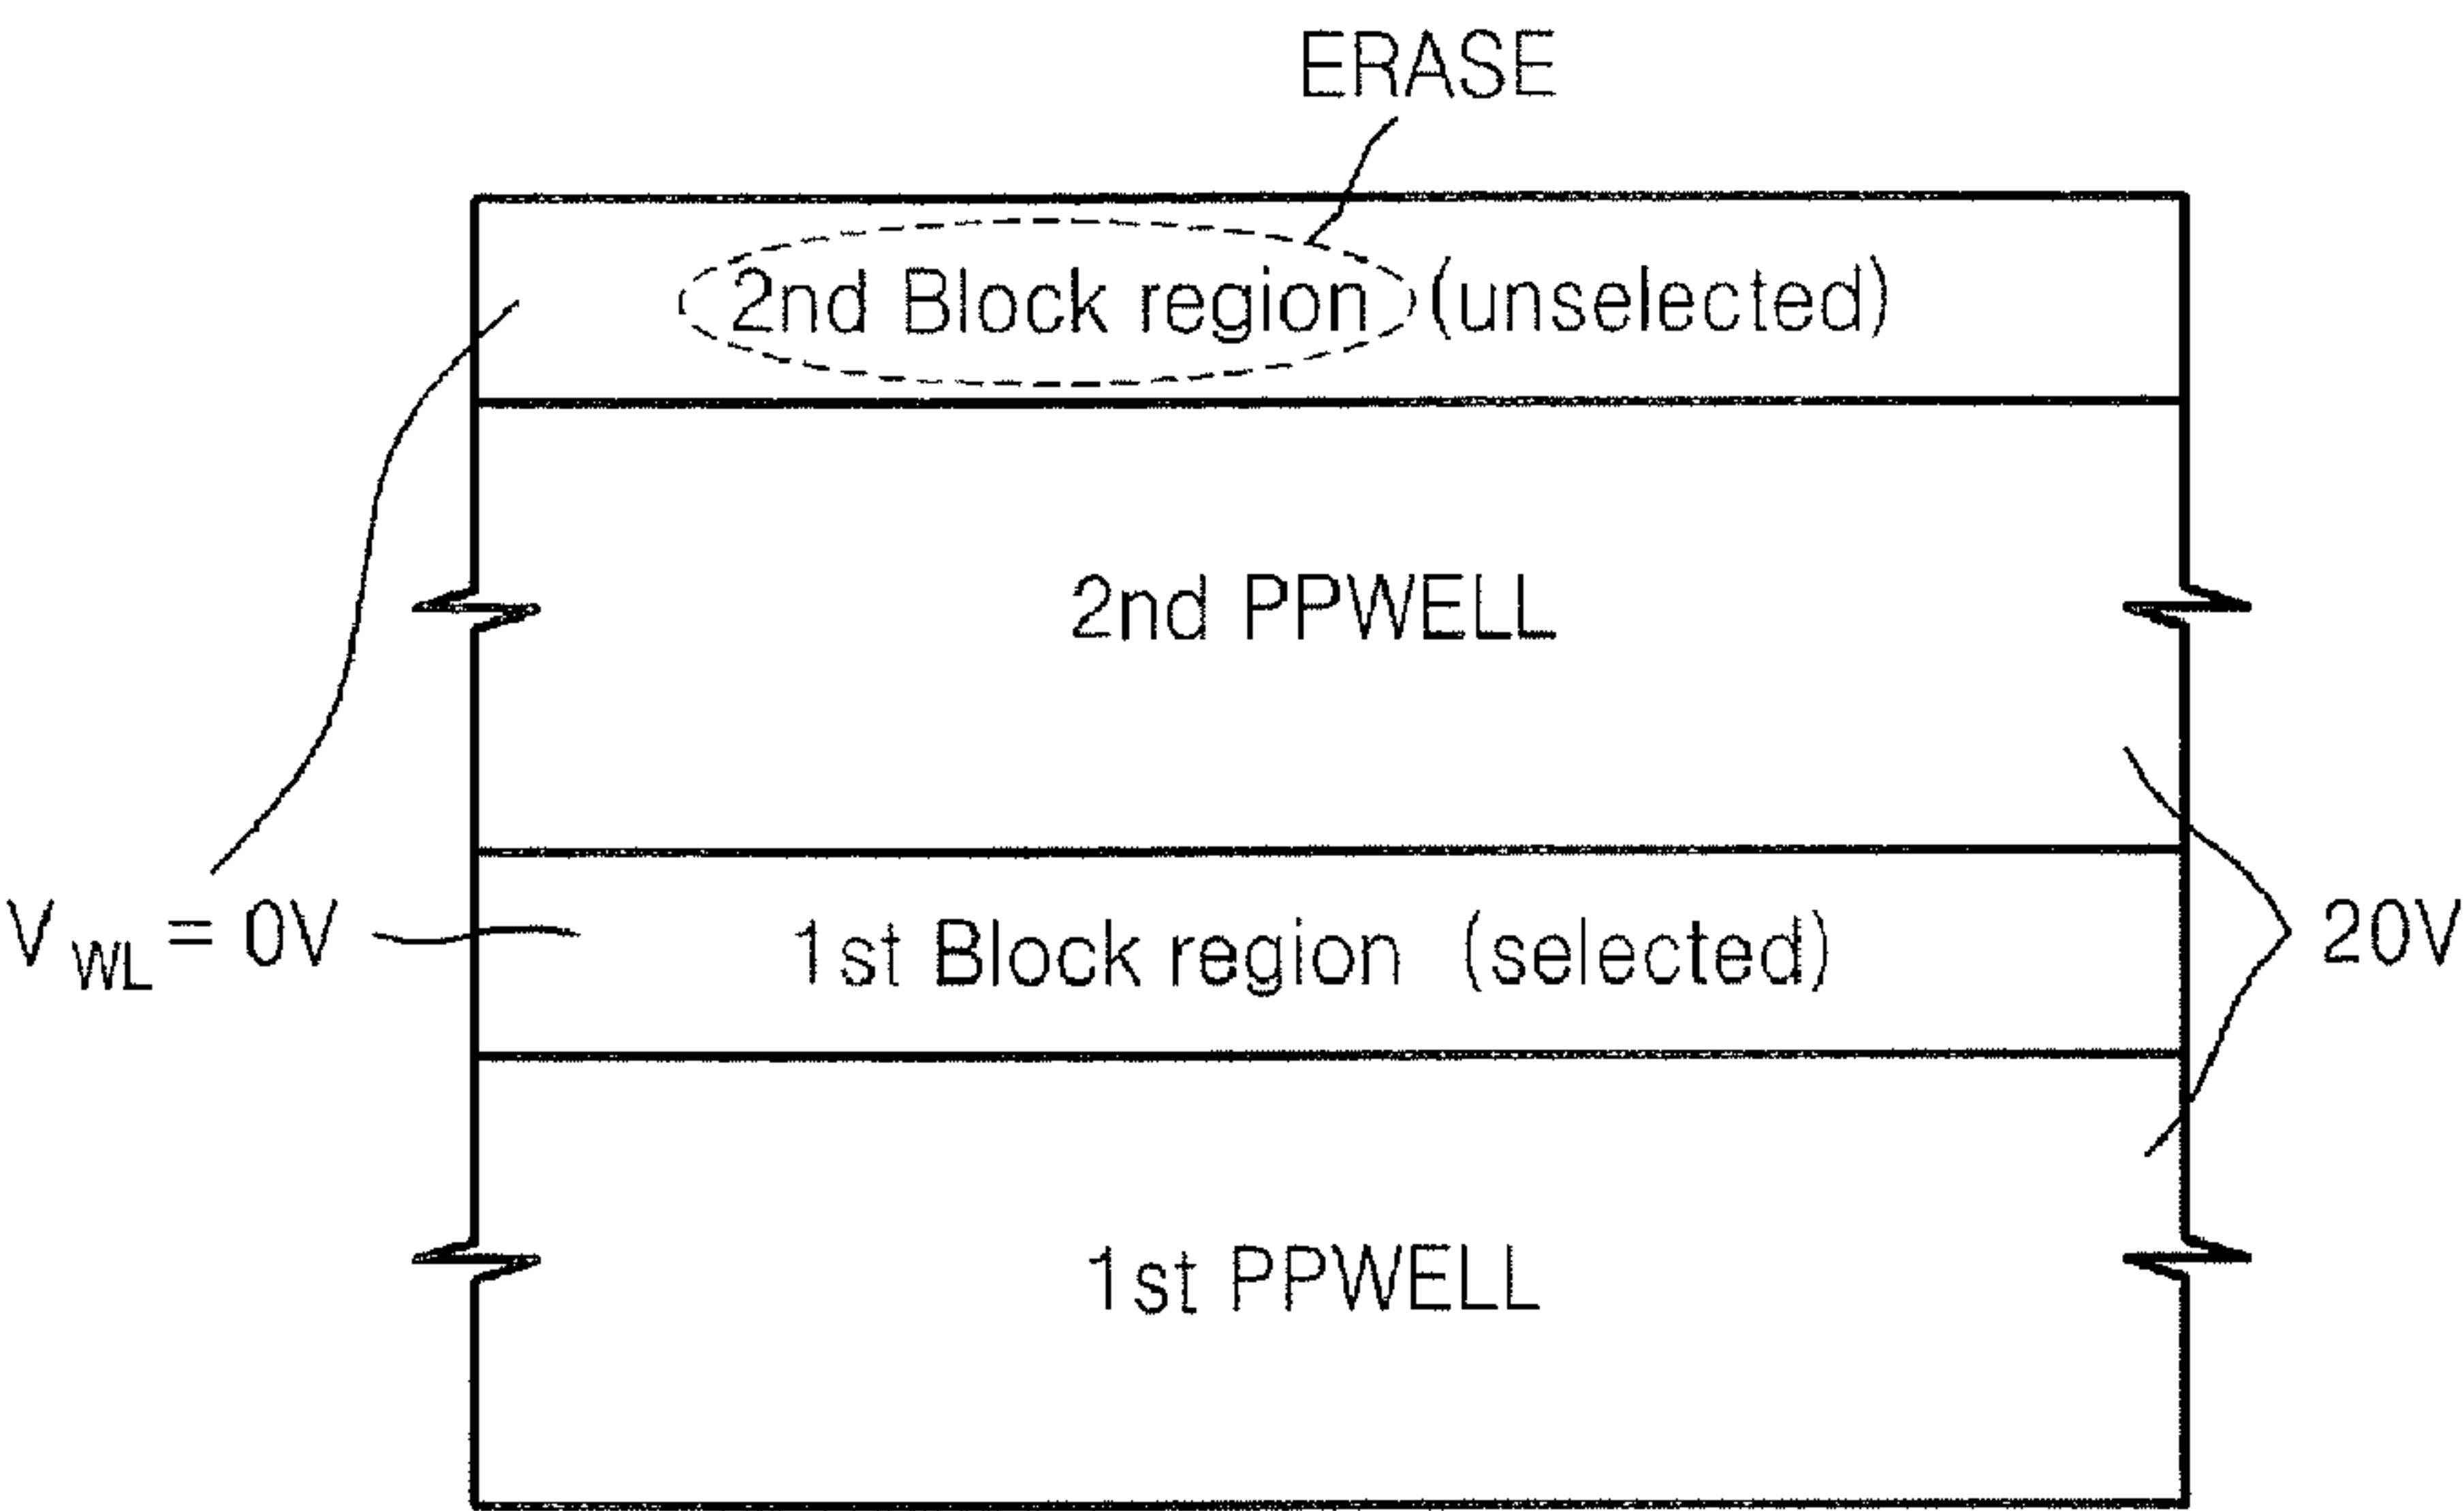 ERASE
2nd Block region (unselected)
2nd PPWELL
V WL = 0V
1st Block region (selected)
20V
1st PPWELL